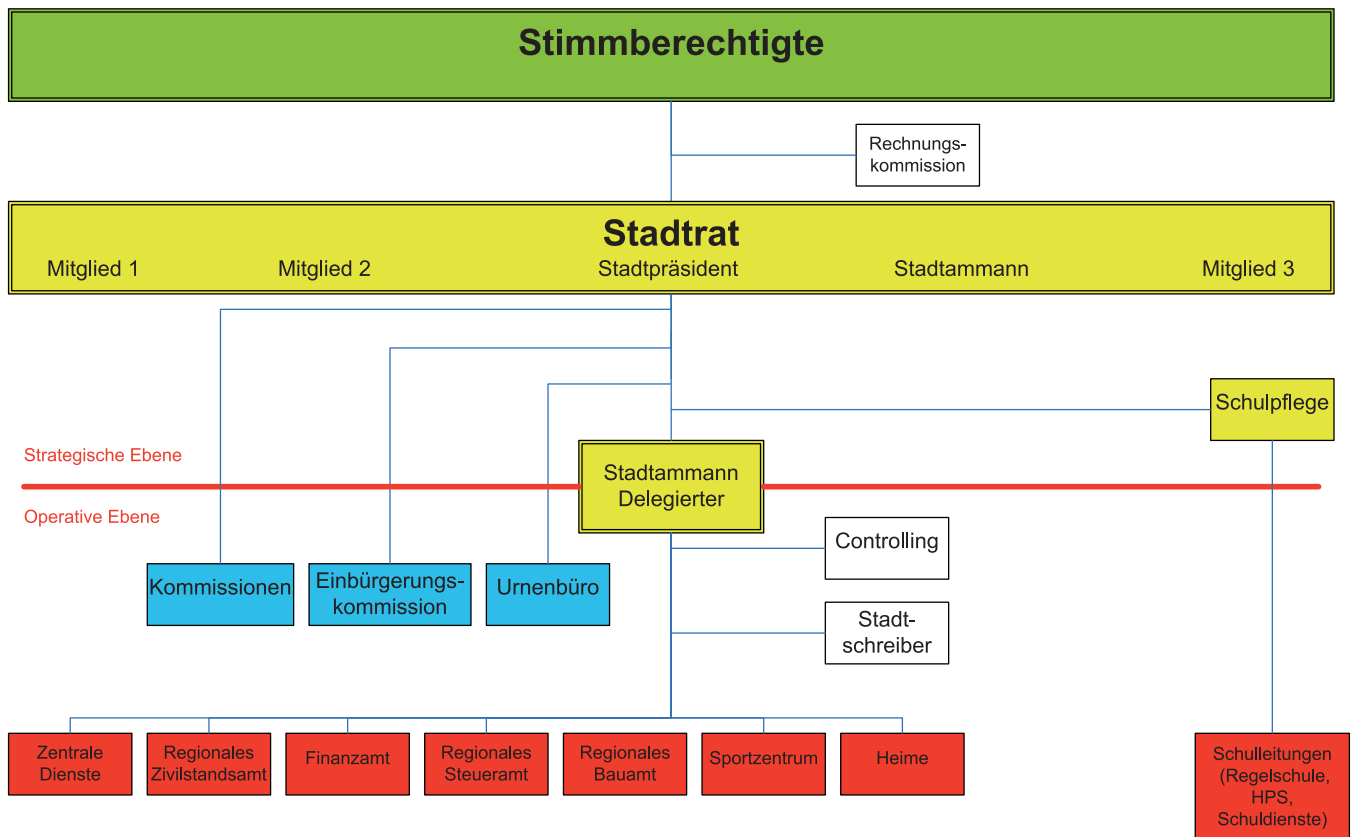 Stimmberechtigte
Rechnungs-
kommission
Stadtrat
Mitglied 1 Mitglied 2 Stadtpräsident Stadtammann Mitglied 3
Schulpflege
Strategische Ebene
Stadtammann
Delegierter
Operative Ebene
Controlling
Kommissionen
Einbürgerungs-
kommission
Urnenbüro
Stadt-
schreiber
Zentrale
Dienste
Regionales
Zivilstandsamt
Finanzamt
Regionales
Steueramt
Regionales
Bauamt
Sportzentrum
Heime
Schulleitungen
(Regelschule,
HPS,
Schuldienste)